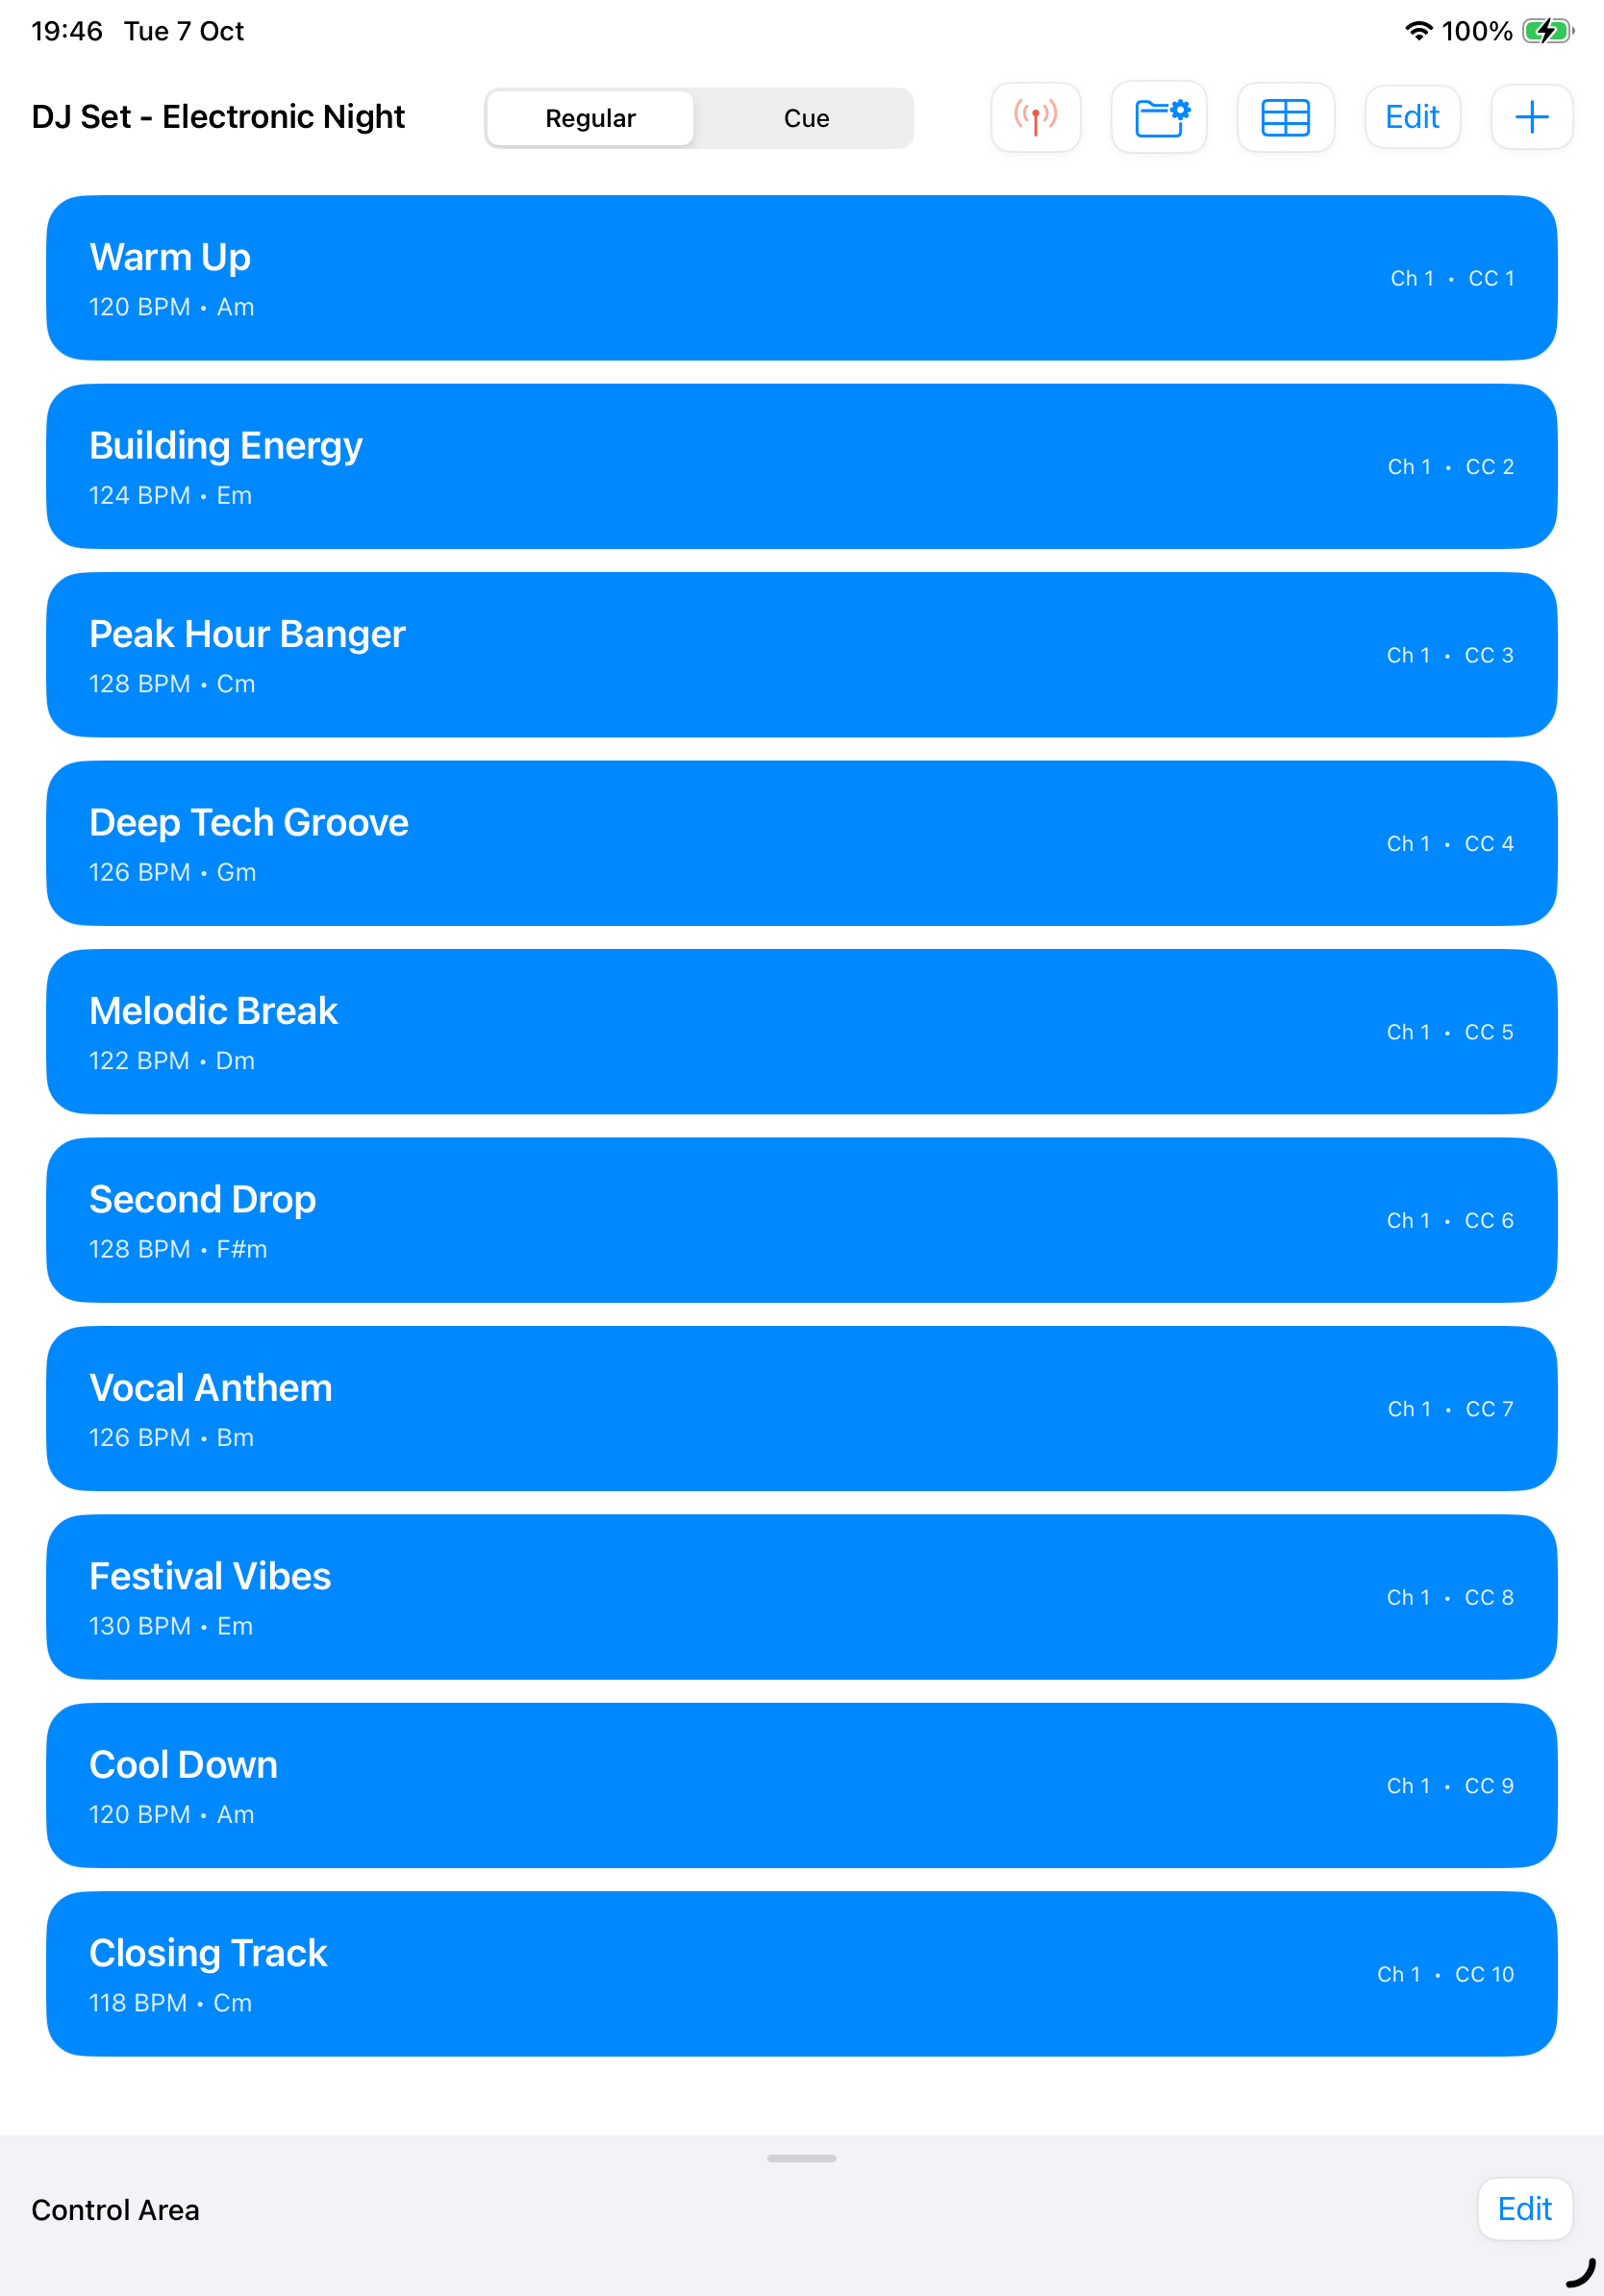 19:46 Tue 7 Oct 100%
DJ Set - Electronic Night Regular Cue Edit
Warm Up
120 BPM • Am
Ch 1 • CC 1
Building Energy
124 BPM • Em
Ch 1 • CC 2
Peak Hour Banger
128 BPM • Cm
Ch 1 • CC 3
Deep Tech Groove
126 BPM • Gm
Ch 1 • CC 4
Melodic Break
122 BPM • Dm
Ch 1 • CC 5
Second Drop
128 BPM • F#m
Ch 1 • CC 6
Vocal Anthem
126 BPM • Bm
Ch 1 • CC 7
Festival Vibes
130 BPM • Em
Ch 1 • CC 8
Cool Down
120 BPM • Am
Ch 1 • CC 9
Closing Track
118 BPM • Cm
Ch 1 • CC 10
Control Area Edit